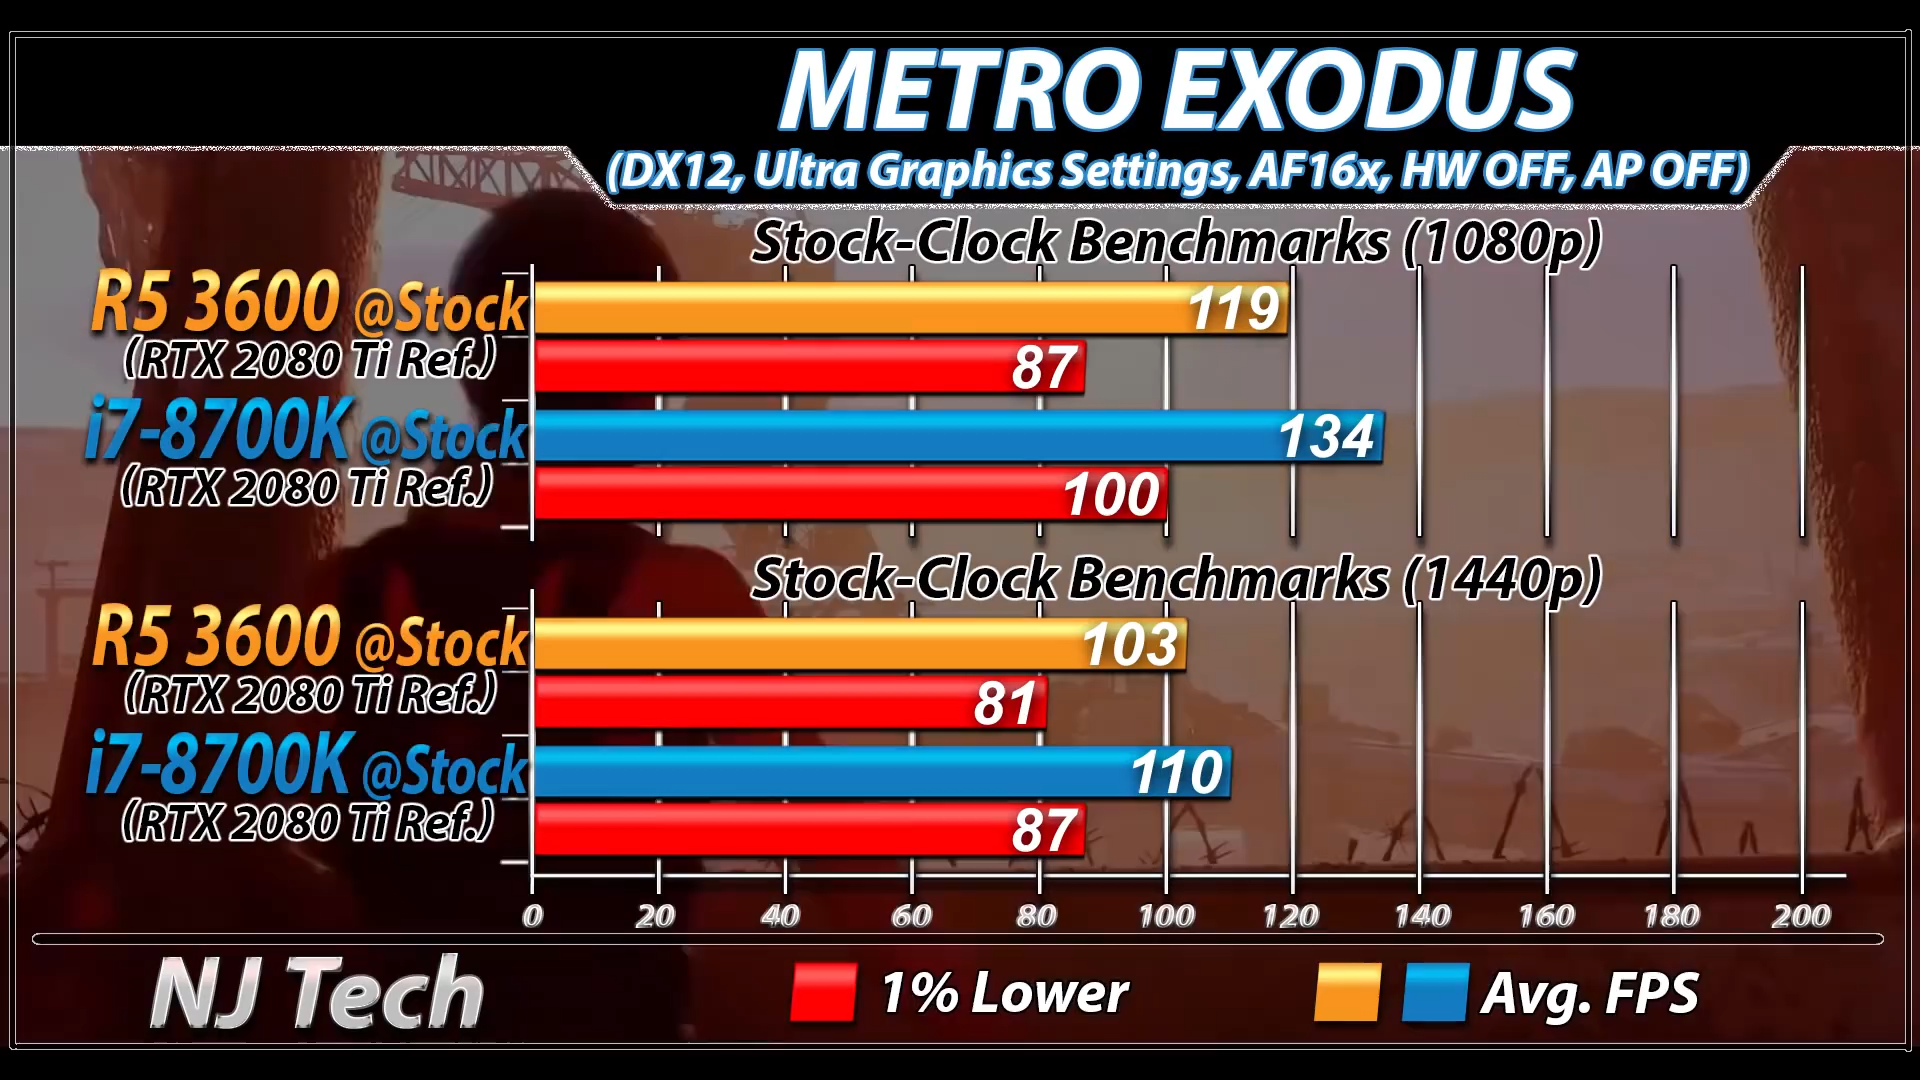 METRO EXODUS
(DX12, Ultra Graphics Settings, AF16x, HW OFF, AP OFF)
Stock-Clock Benchmarks (1080p)
R5 3600 @Stock
(RTX 2080 Ti Ref.)
119
87
i7-8700K @Stock
(RTX 2080 Ti Ref.)
134
100
Stock-Clock Benchmarks (1440p)
R5 3600 @Stock
(RTX 2080 Ti Ref.)
103
81
i7-8700K @Stock
(RTX 2080 Ti Ref.)
110
87
0 20 40 60 80 100 120 140 160 180 200
NJ Tech
1% Lower
Avg. FPS